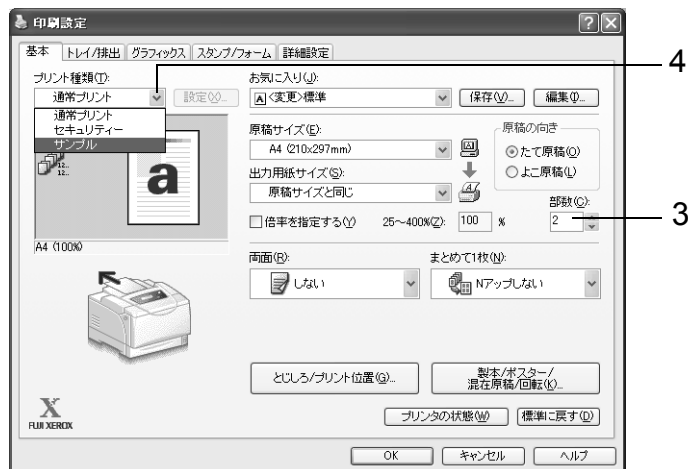 印刷設定
基本 トレイ/排出 グラフィックス スタンプ/フォーム 詳細設定
4
プリント種類(T):
通常プリント 設定(X)...
通常プリント
セキュリティー
サンプル
12..
12..
a
A4 (100%)
お気に入り(J):
A <変更>標準 保存(V)... 編集(I)...
原稿サイズ(E):
A4 (210x297mm)
出力用紙サイズ(S):
原稿サイズと同じ
原稿の向き
たて原稿(O)
よこ原稿(L)
部数(C):
倍率を指定する(Y) 25～400%(Z): 100 % 2
3
両面(R): まとめて1枚(N):
しない Nアップしない
とじしろ/プリント位置(G)...
製本/ポスター/
混在原稿/回転(K)...
X
FUJI XEROX
プリンタの状態(W) 標準に戻す(D)
OK キャンセル ヘルプ